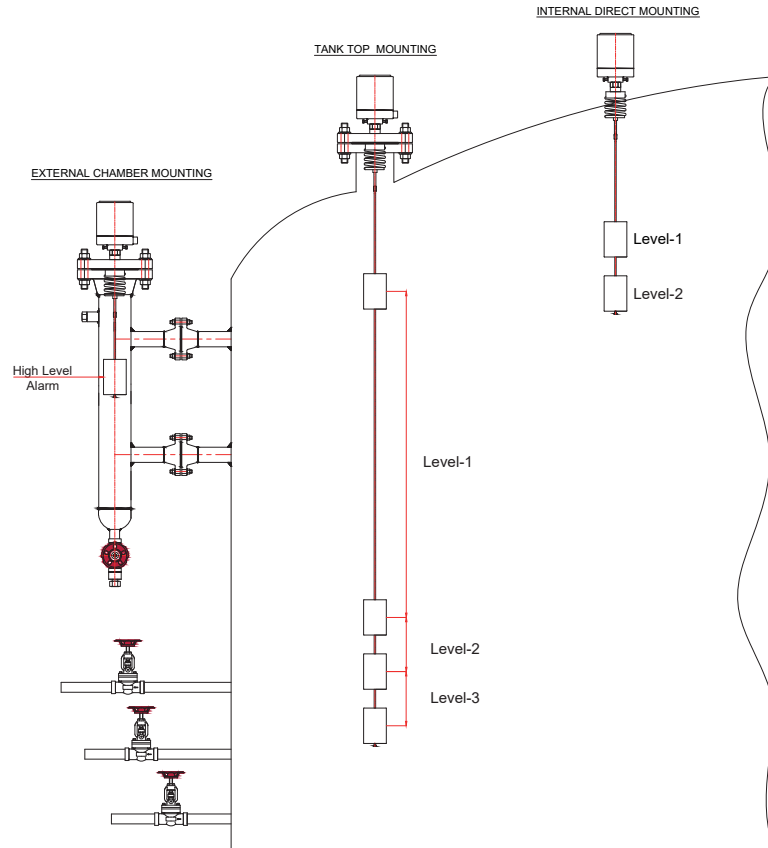 INTERNAL DIRECT MOUNTING
TANK TOP MOUNTING
EXTERNAL CHAMBER MOUNTING
Level-1
Level-2
High Level
Alarm
Level-1
Level-2
Level-3